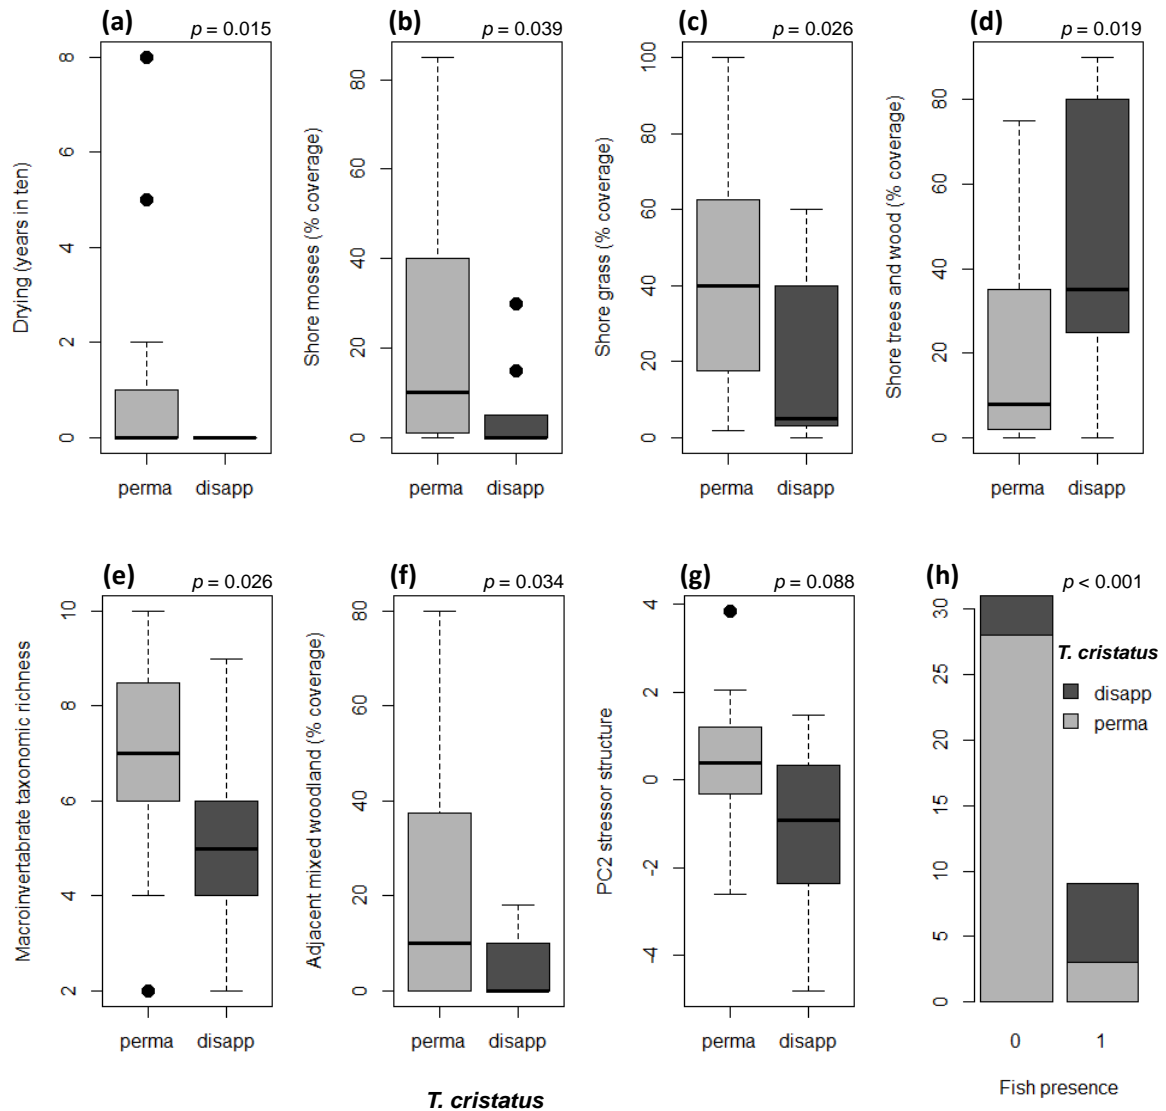 (a)
p = 0.015
Drying (years in ten)
0 2 4 6 8
perma disapp
(b)
p = 0.039
Shore mosses (% coverage)
0 20 40 60 80
perma disapp
(c)
p = 0.026
Shore grass (% coverage)
0 20 40 60 80 100
perma disapp
(d)
p = 0.019
Shore trees and wood (% coverage)
0 20 40 60 80
perma disapp
(e)
p = 0.026
Macroinvertabrate taxonomic richness
2 4 6 8 10
perma disapp
(f)
p = 0.034
Adjacent mixed woodland (% coverage)
0 20 40 60 80
perma disapp
(g)
p = 0.088
PC2 stressor structure
-4 -2 0 2 4
perma disapp
(h)
p < 0.001
0 5 10 15 20 25 30
T. cristatus
disapp
perma
0 1
Fish presence
T. cristatus